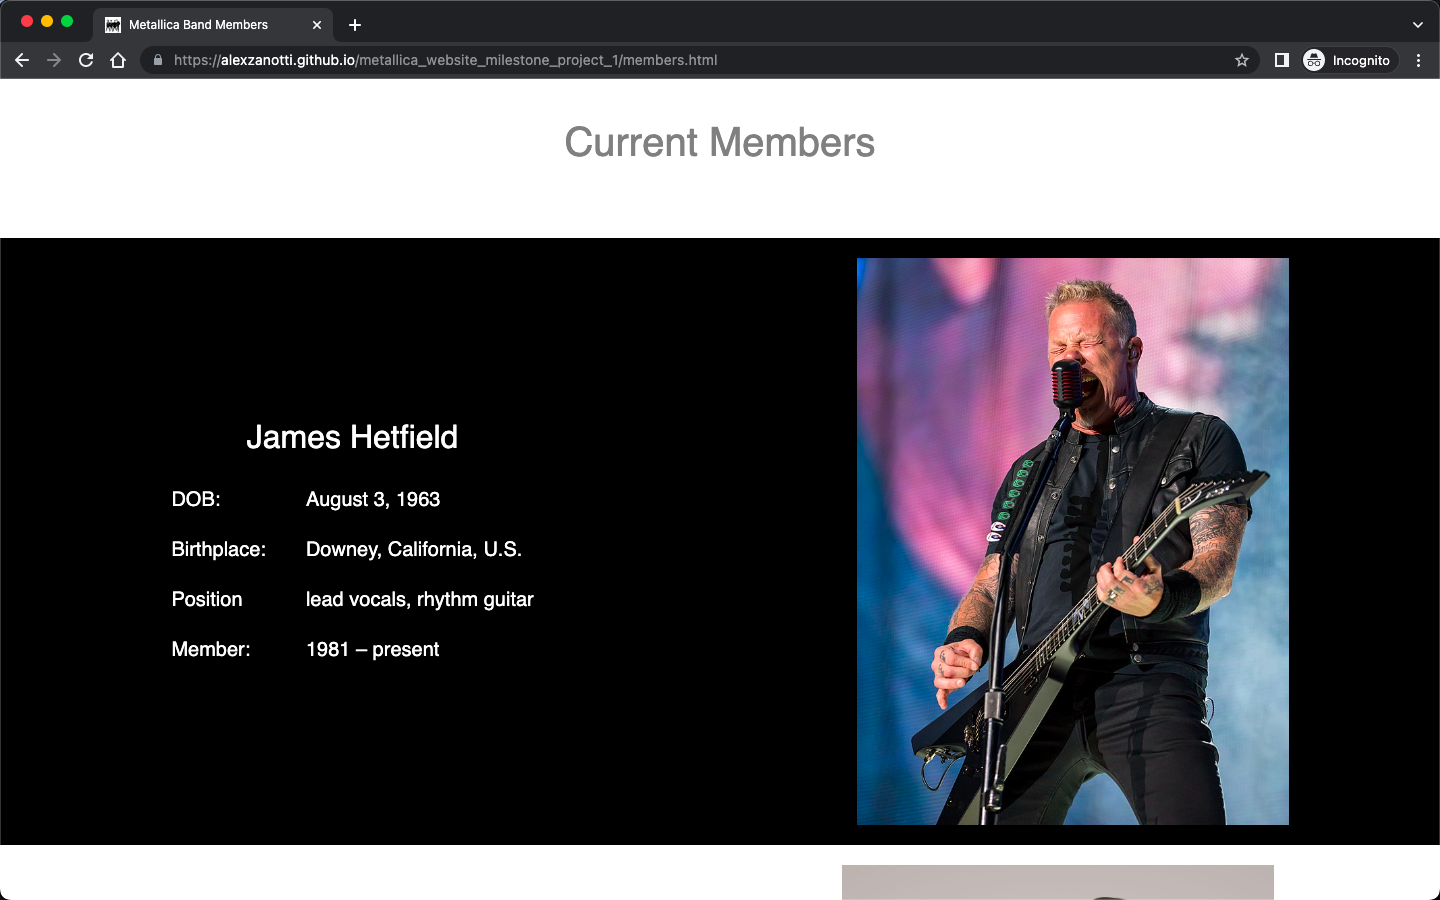 Metallica Band Members
https://alexzanotti.github.io/metallica_website_milestone_project_1/members.html
Incognito
Current Members
James Hetfield
DOB: August 3, 1963
Birthplace: Downey, California, U.S.
Position lead vocals, rhythm guitar
Member: 1981 – present